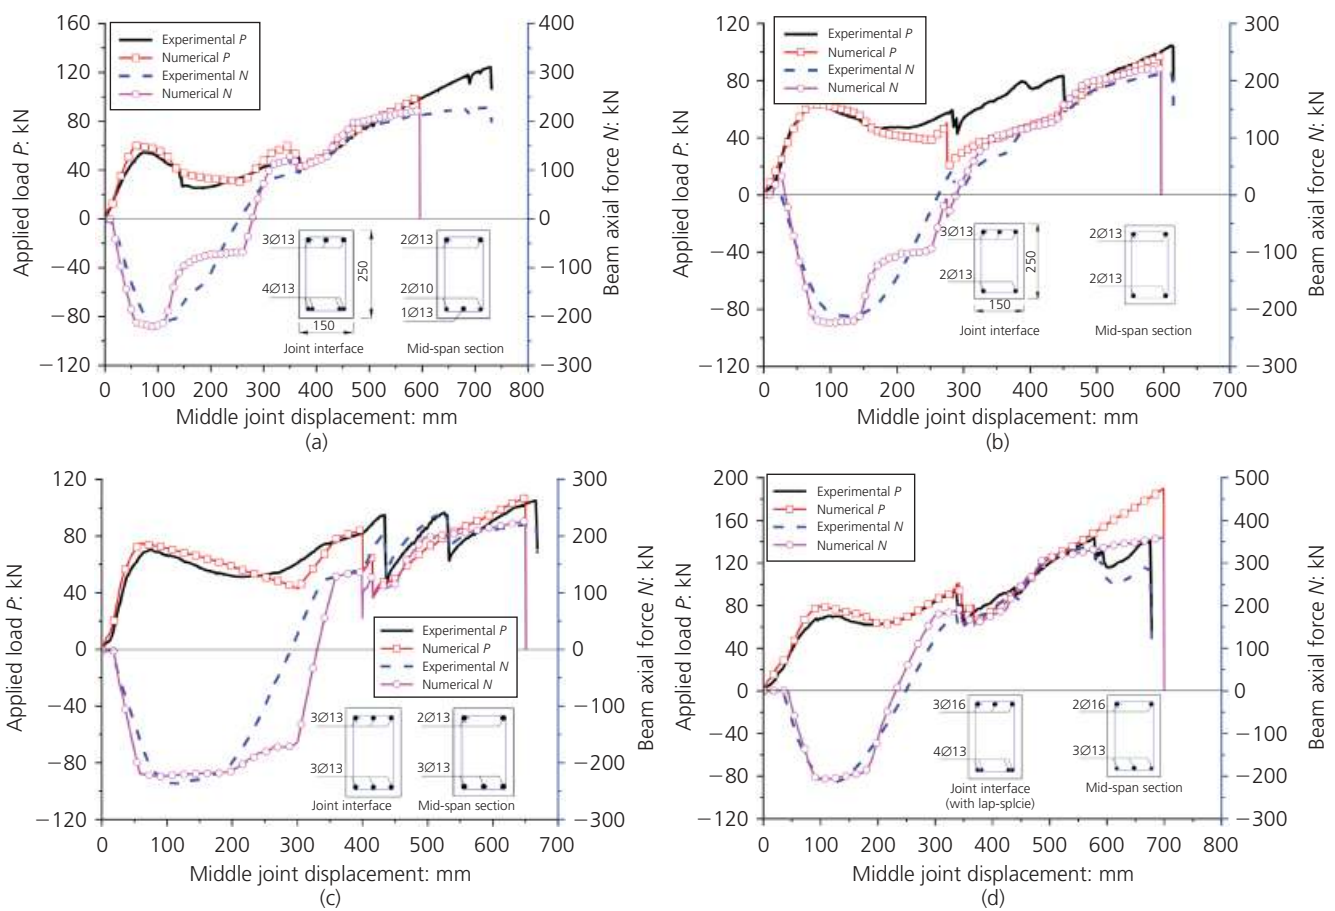 160
120
80
40
0
−40
−80
−120
Applied load P: kN
Experimental P
Numerical P
Experimental N
Numerical N
400
300
200
100
0
−100
−200
−300
Beam axial force N: kN
3Ø13
4Ø13
250
150
Joint interface
2Ø13
2Ø10
1Ø13
Mid-span section
0 100 200 300 400 500 600 700 800
Middle joint displacement: mm
(a)
120
80
40
0
−40
−80
−120
Applied load P: kN
Experimental P
Numerical P
Experimental N
Numerical N
300
200
100
0
−100
−200
−300
Beam axial force N: kN
3Ø13
2Ø13
250
150
Joint interface
2Ø13
2Ø13
Mid-span section
0 100 200 300 400 500 600 700
Middle joint displacement: mm
(b)
120
80
40
0
−40
−80
−120
Applied load P: kN
Experimental P
Numerical P
Experimental N
Numerical N
300
200
100
0
−100
−200
−300
Beam axial force N: kN
3Ø13
3Ø13
Joint interface
2Ø13
3Ø13
Mid-span section
0 100 200 300 400 500 600 700
Middle joint displacement: mm
(c)
200
160
120
80
40
0
−40
−80
−120
Applied load P: kN
Experimental P
Numerical P
Experimental N
Numerical N
500
400
300
200
100
0
−100
−200
−300
Beam axial force N: kN
3Ø16
4Ø13
Joint interface
(with lap-splcie)
2Ø16
3Ø13
Mid-span section
0 100 200 300 400 500 600 700 800
Middle joint displacement: mm
(d)